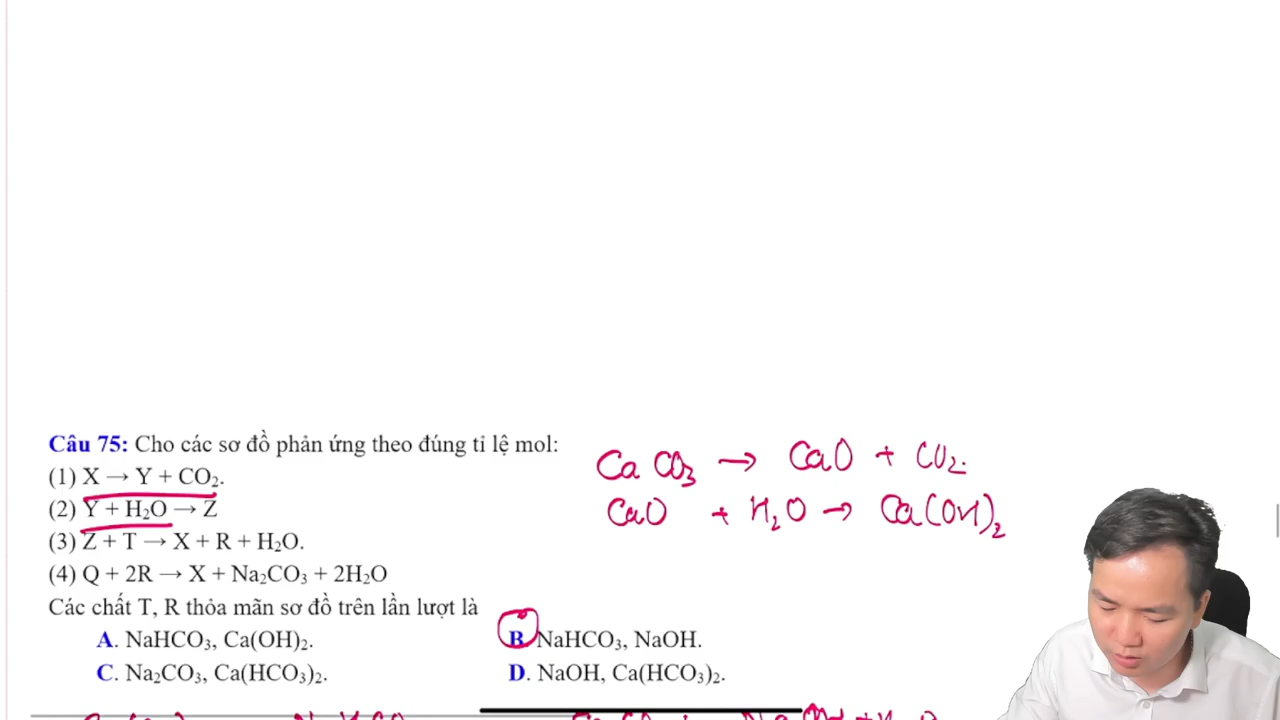 Câu 75: Cho các sơ đồ phản ứng theo đúng tỉ lệ mol:
(1) X → Y + CO₂.
(2) Y + H₂O → Z
(3) Z + T → X + R + H₂O.
(4) Q + 2R → X + Na₂CO₃ + 2H₂O
Các chất T, R thỏa mãn sơ đồ trên lần lượt là
A. NaHCO₃, Ca(OH)₂.
B. NaHCO₃, NaOH.
C. Na₂CO₃, Ca(HCO₃)₂.
D. NaOH, Ca(HCO₃)₂.
CaCO₃ → CaO + CO₂.
CaO + H₂O → Ca(OH)₂